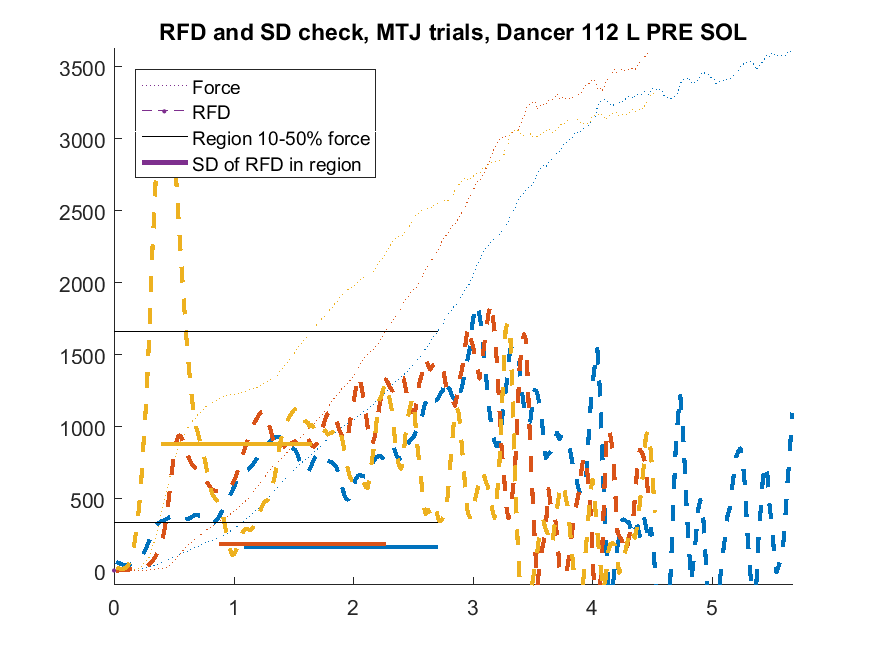 RFD and SD check, MTJ trials, Dancer 112 L PRE SOL
3500
3000
2500
2000
1500
1000
500
0
Force
RFD
Region 10-50% force
SD of RFD in region
0 1 2 3 4 5